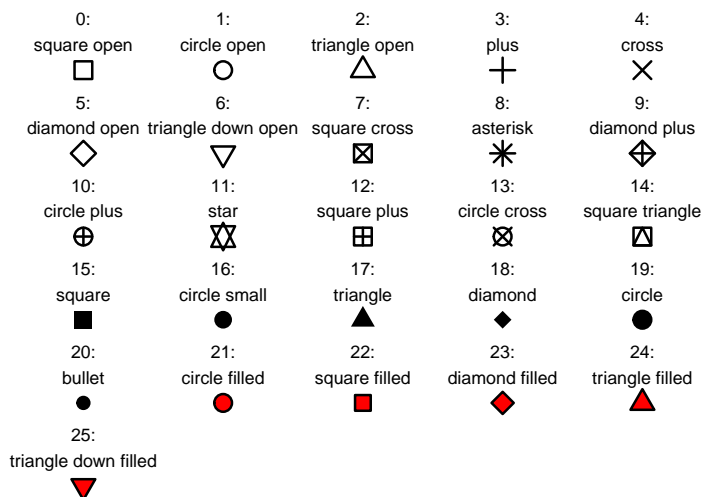 0: 1: 2: 3: 4:
square open circle open triangle open plus cross
5: 6: 7: 8: 9:
diamond open triangle down open square cross asterisk diamond plus
10: 11: 12: 13: 14:
circle plus star square plus circle cross square triangle
15: 16: 17: 18: 19:
square circle small triangle diamond circle
20: 21: 22: 23: 24:
bullet circle filled square filled diamond filled triangle filled
25:
triangle down filled